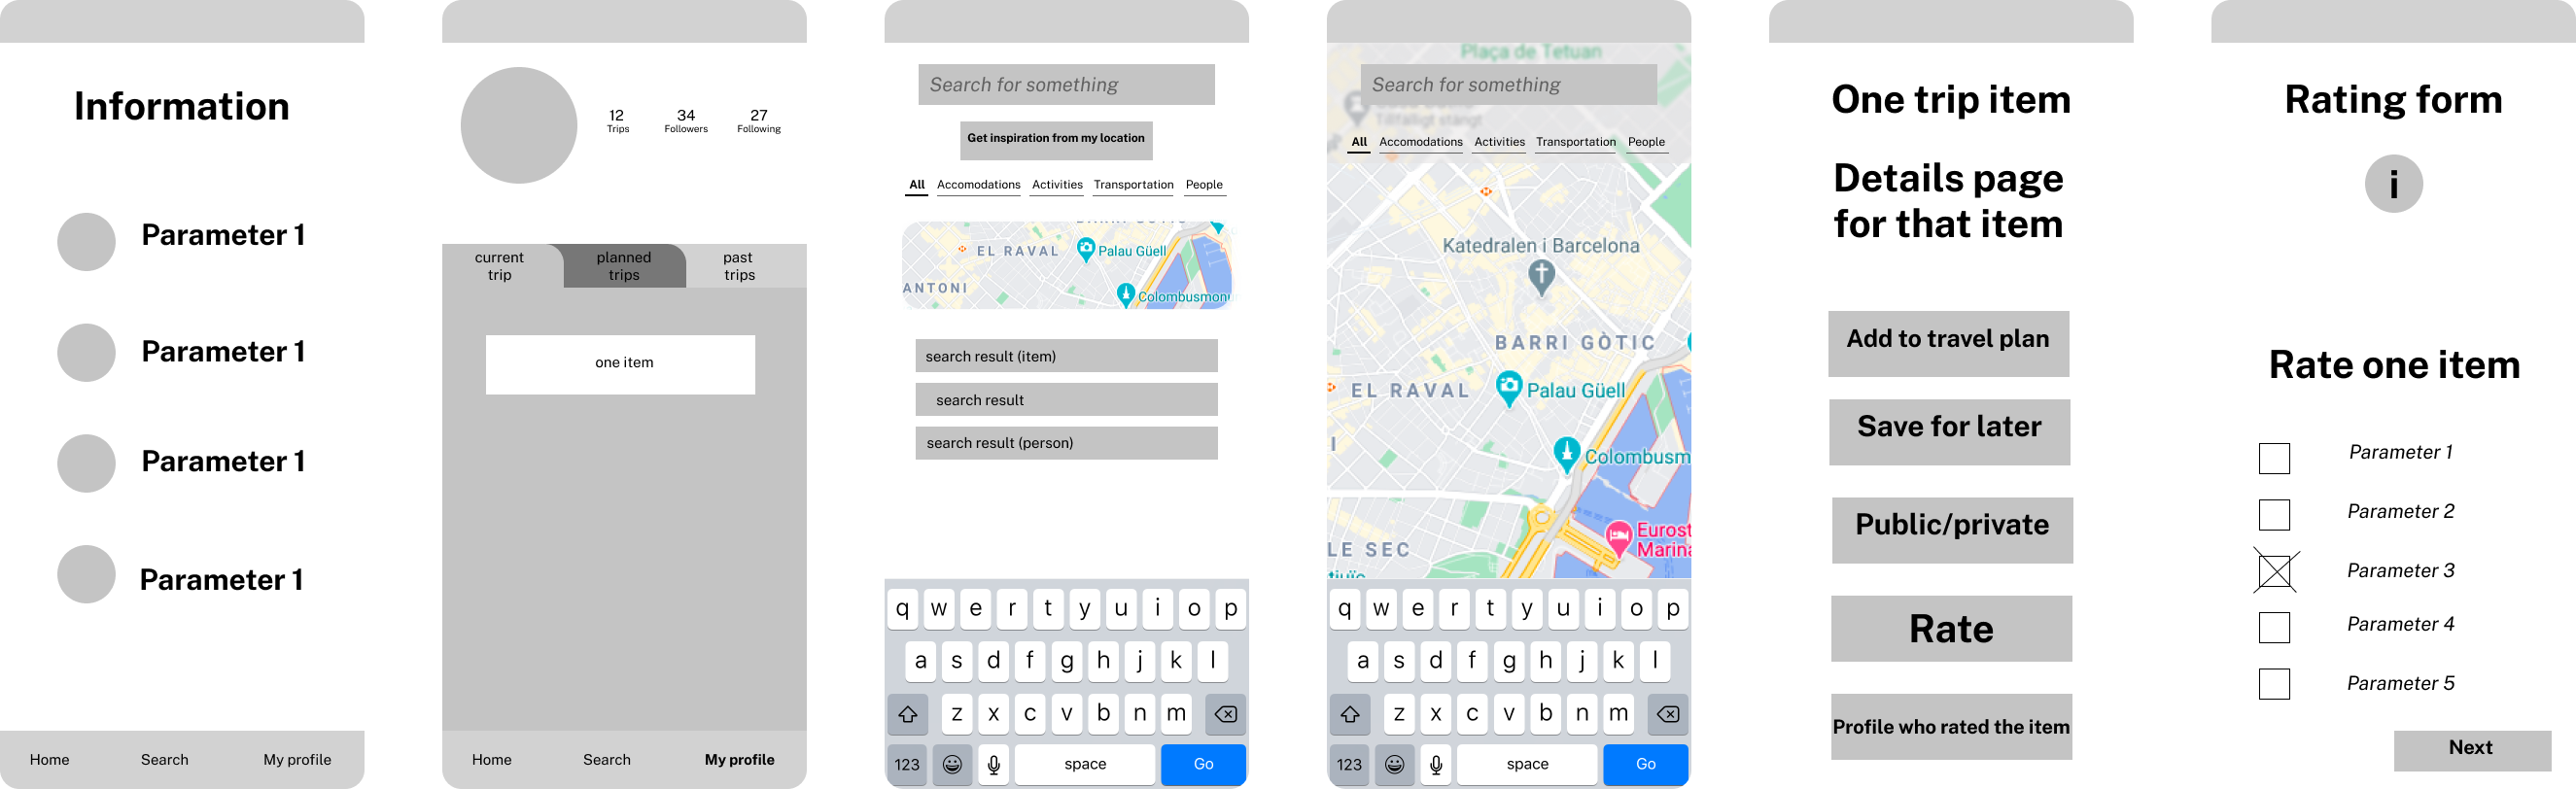 Information
Parameter 1
Parameter 1
Parameter 1
Parameter 1
Home Search My profile
12 34 27
Trips Followers Following
current trip
planned trips
past trips
one item
Home Search My profile
Search for something
Get inspiration from my location
All Accomodations Activities Transportation People
BARRI GÒTIC
EL RAVAL
Palau Güell
ANTONI
Colombusmonu
search result (item)
search result
search result (person)
q w e r t y u i o p
a s d f g h j k l
z x c v b n m
123 space Go
Plaça de Tetuan
Search for something
Tillfälligt stängt
All Accomodations Activities Transportation People
Katedralen i Barcelona
BARRI GÒTIC
EL RAVAL
Palau Güell
Colombusm
Eurost
Marina
LE SEC
q w e r t y u i o p
a s d f g h j k l
z x c v b n m
123 space Go
One trip item
Details page
for that item
Add to travel plan
Save for later
Public/private
Rate
Profile who rated the item
Rating form
i
Rate one item
Parameter 1
Parameter 2
Parameter 3
Parameter 4
Parameter 5
Next